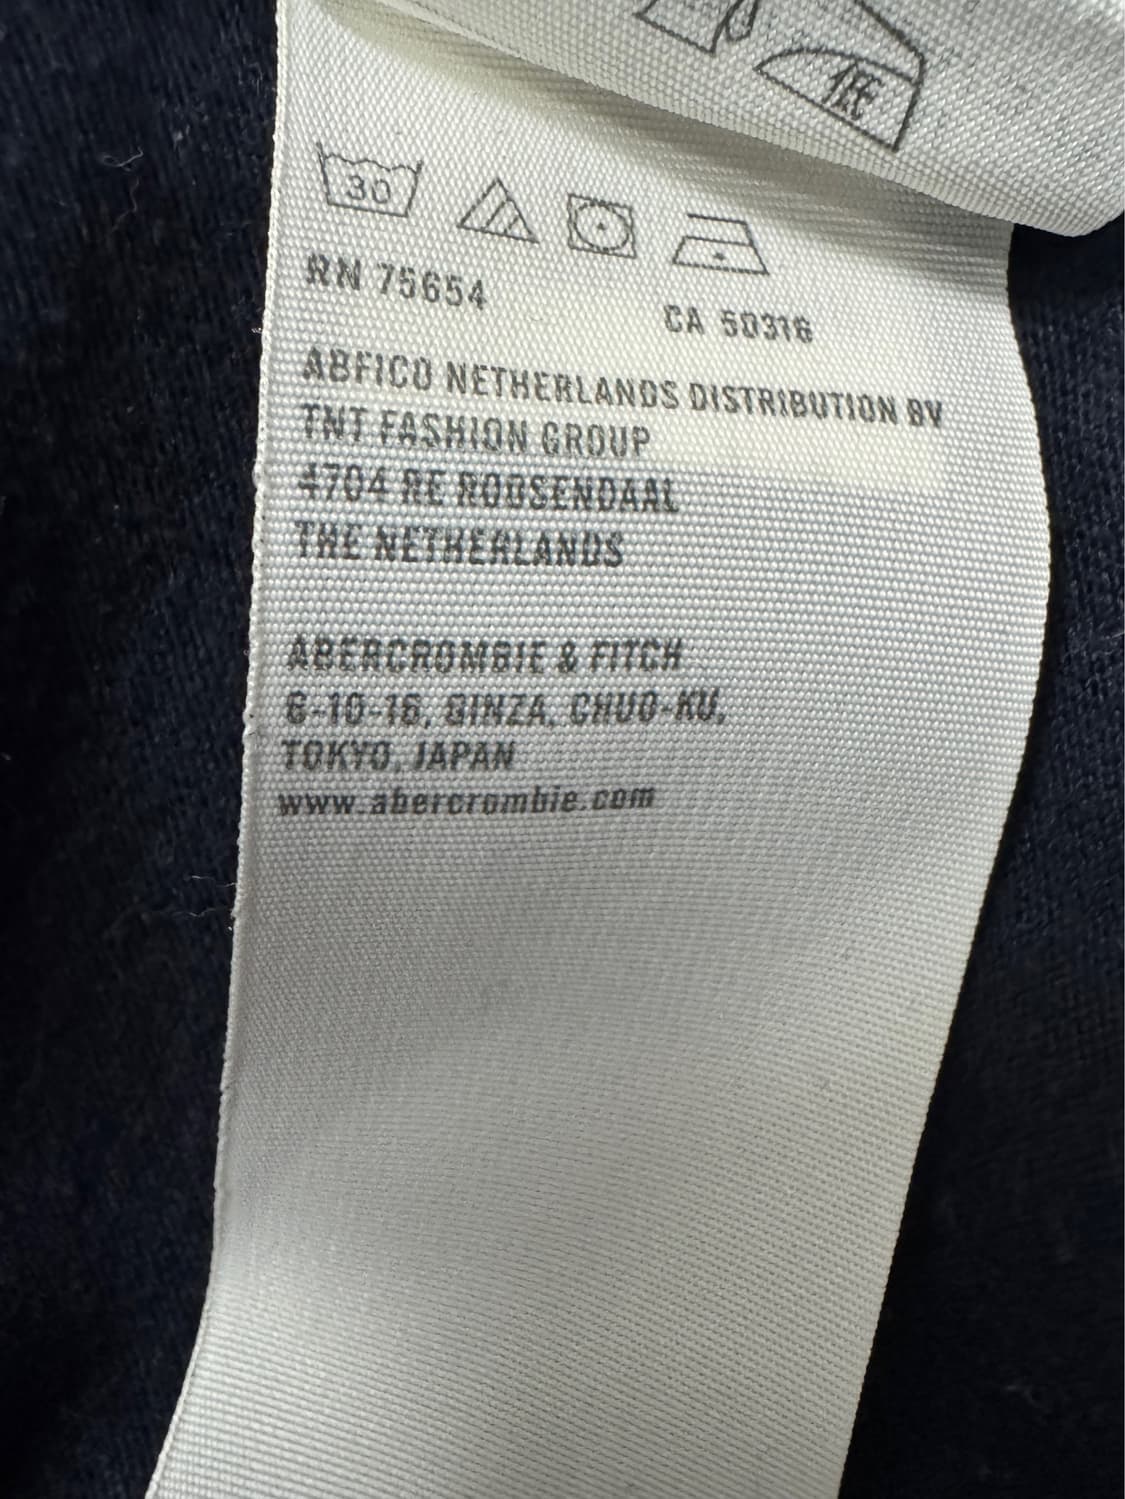 低
30
RN 75654
CA 50316
ABFICO NETHERLANDS DISTRIBUTION BV
TNT FASHION GROUP
4704 RE ROOSENDAAL
THE NETHERLANDS
ABERCROMBIE & FITCH
6-10-16, GINZA, CHUO-KU,
TOKYO, JAPAN
www.abercrombie.com